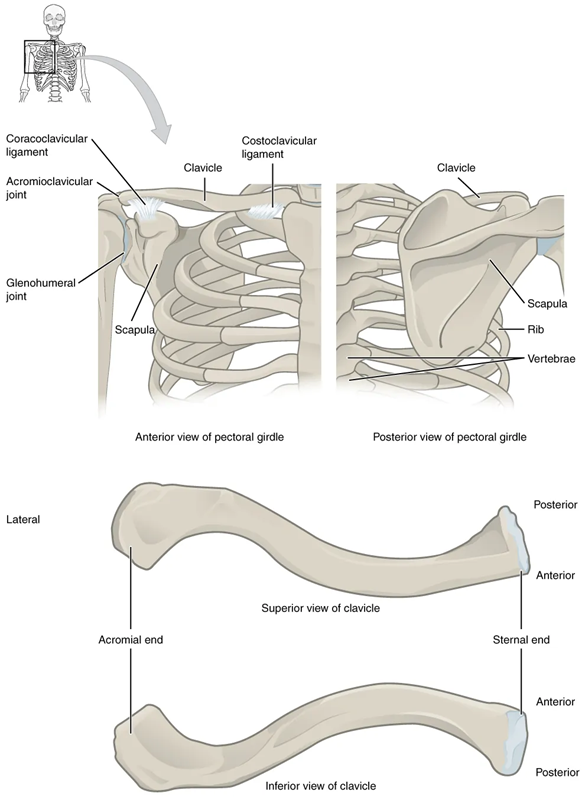 Coracoclavicular
ligament
Acromioclavicular
joint
Clavicle
Costoclavicular
ligament
Glenohumeral
joint
Scapula
Clavicle
Scapula
Rib
Vertebrae
Anterior view of pectoral girdle
Posterior view of pectoral girdle
Lateral
Posterior
Anterior
Superior view of clavicle
Acromial end
Sternal end
Anterior
Posterior
Inferior view of clavicle